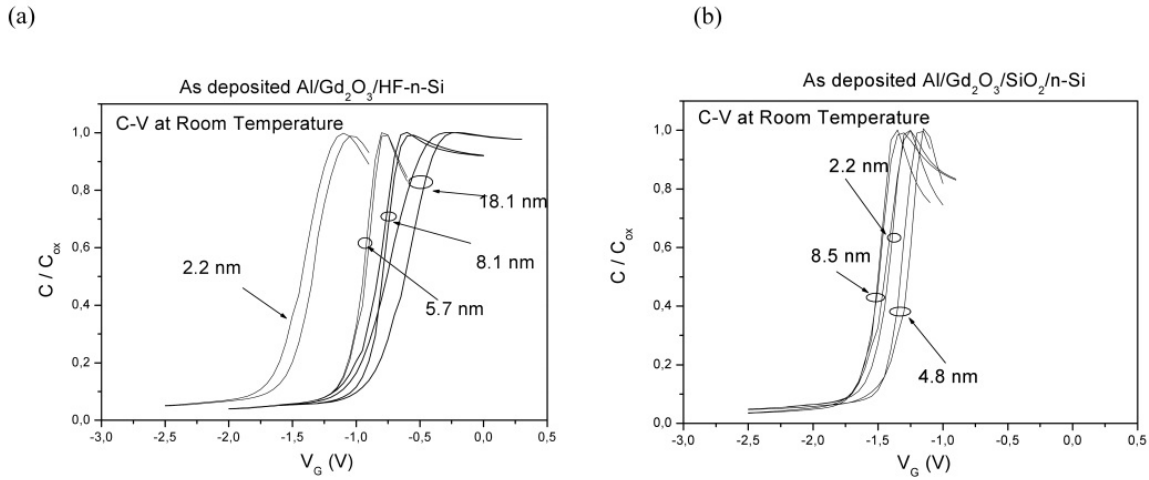 (a)
As deposited Al/Gd₂O₃/HF-n-Si
C-V at Room Temperature
1,0
0,8
0,6
0,4
0,2
0,0
C / Cₒₓ
18.1 nm
8.1 nm
5.7 nm
2.2 nm
-3,0 -2,5 -2,0 -1,5 -1,0 -0,5 0,0 0,5
V_G (V)
(b)
As deposited Al/Gd₂O₃/SiO₂/n-Si
C-V at Room Temperature
1,0
0,8
0,6
0,4
0,2
0,0
C / Cₒₓ
2.2 nm
8.5 nm
4.8 nm
-3,0 -2,5 -2,0 -1,5 -1,0 -0,5 0,0 0,5
V_G (V)